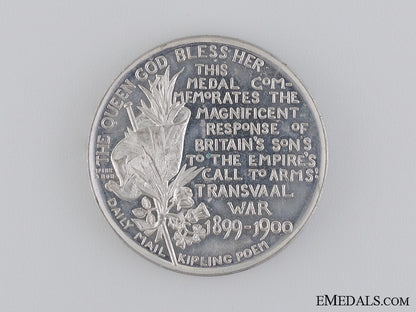 THE QUEEN GOD BLESS HER.
THIS
MEDAL COM-
MEMORATES THE
MAGNIFICENT
RESPONSE OF
BRITAIN'S SONS
TO THE EMPIRE'S
CALL TO ARMS:
TRANSVAAL
WAR
1899-1900
DAILY MAIL KIPLING POEM
EMEDALS.COM